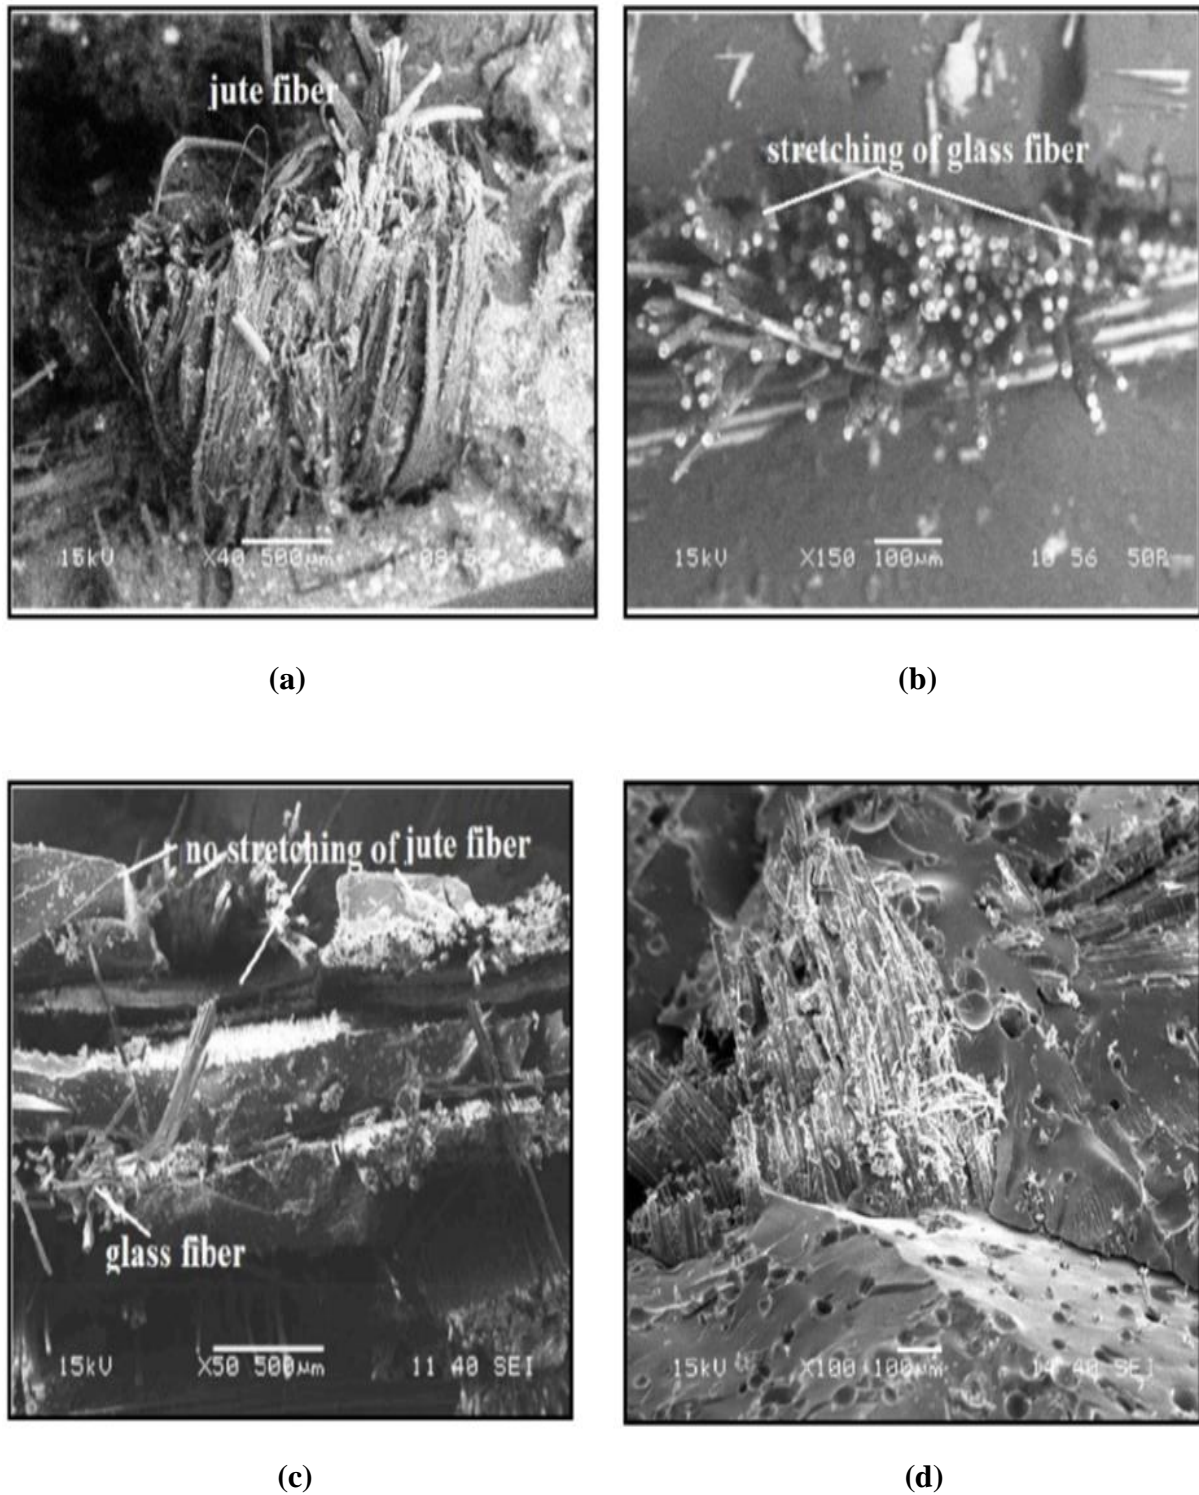 jute fiber
15kV X40 500µm
(a)
stretching of glass fiber
15kV X150 100µm 10 56 50
(b)
no stretching of jute fiber
glass fiber
15kV X50 500µm 11 40 SEI
(c)
15kV X100 100µm 40 SEI
(d)